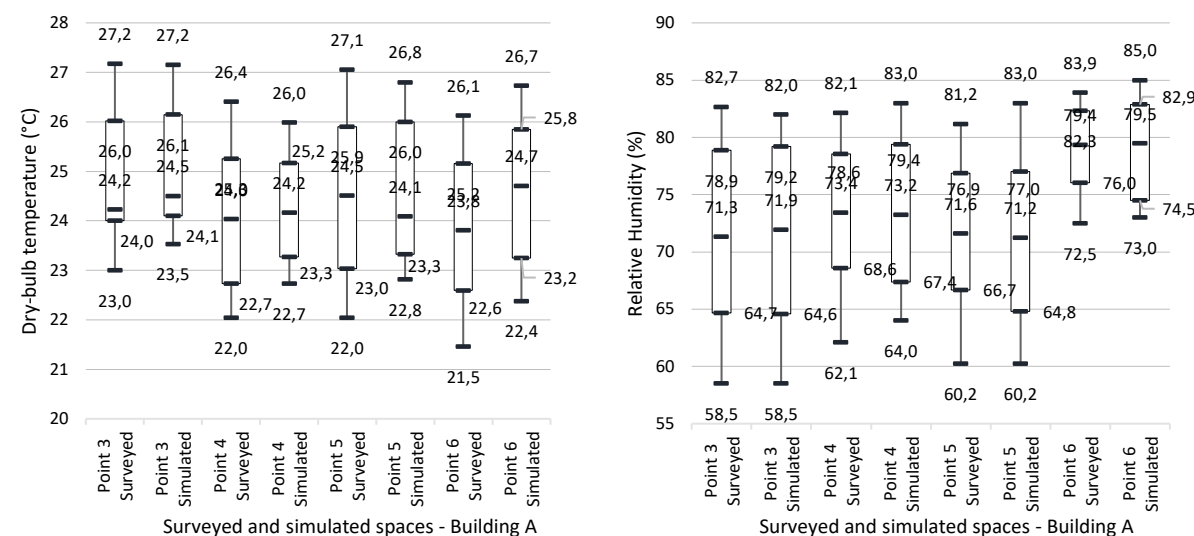 28
27
26
25
24
23
22
21
20
Dry-bulb temperature (°C)
27,2
26,0
24,2
24,0
23,0
27,2
26,1
24,5
24,1
23,5
26,4
25,3
24,0
22,7
22,0
26,0
25,2
24,2
23,3
22,7
27,1
25,9
24,5
23,0
22,0
26,8
26,0
24,1
23,3
22,8
26,1
25,2
23,8
22,6
21,5
26,7
25,8
24,7
23,2
22,4
Point 3
Surveyed
Point 3
Simulated
Point 4
Surveyed
Point 4
Simulated
Point 5
Surveyed
Point 5
Simulated
Point 6
Surveyed
Point 6
Simulated
Surveyed and simulated spaces - Building A
90
85
80
75
70
65
60
55
Relative Humidity (%)
82,7
78,9
71,3
64,7
58,5
82,0
79,2
71,9
64,6
58,5
82,1
78,6
73,4
68,6
62,1
83,0
79,4
73,2
67,4
64,0
81,2
76,9
71,6
66,7
60,2
83,0
77,0
71,2
64,8
60,2
83,9
79,4
82,3
76,0
72,5
85,0
82,9
79,5
74,5
73,0
Point 3
Surveyed
Point 3
Simulated
Point 4
Surveyed
Point 4
Simulated
Point 5
Surveyed
Point 5
Simulated
Point 6
Surveyed
Point 6
Simulated
Surveyed and simulated spaces - Building A